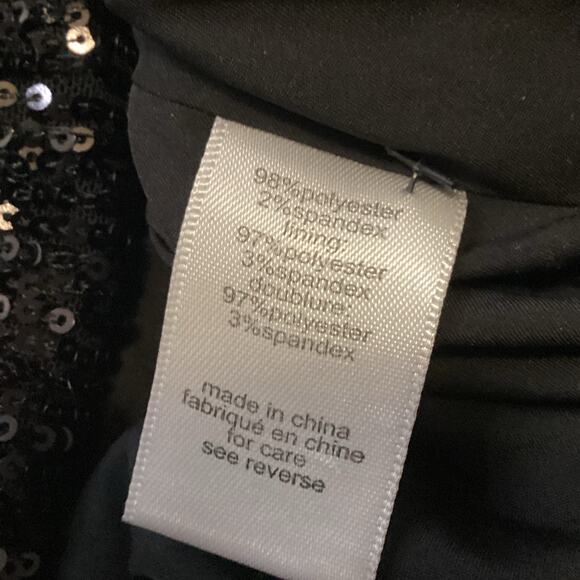 98%polyester
2%spandex
lining:
97%polyester
3%spandex
doublure:
97%polyester
3%spandex
made in china
fabriqué en chine
for care
see reverse